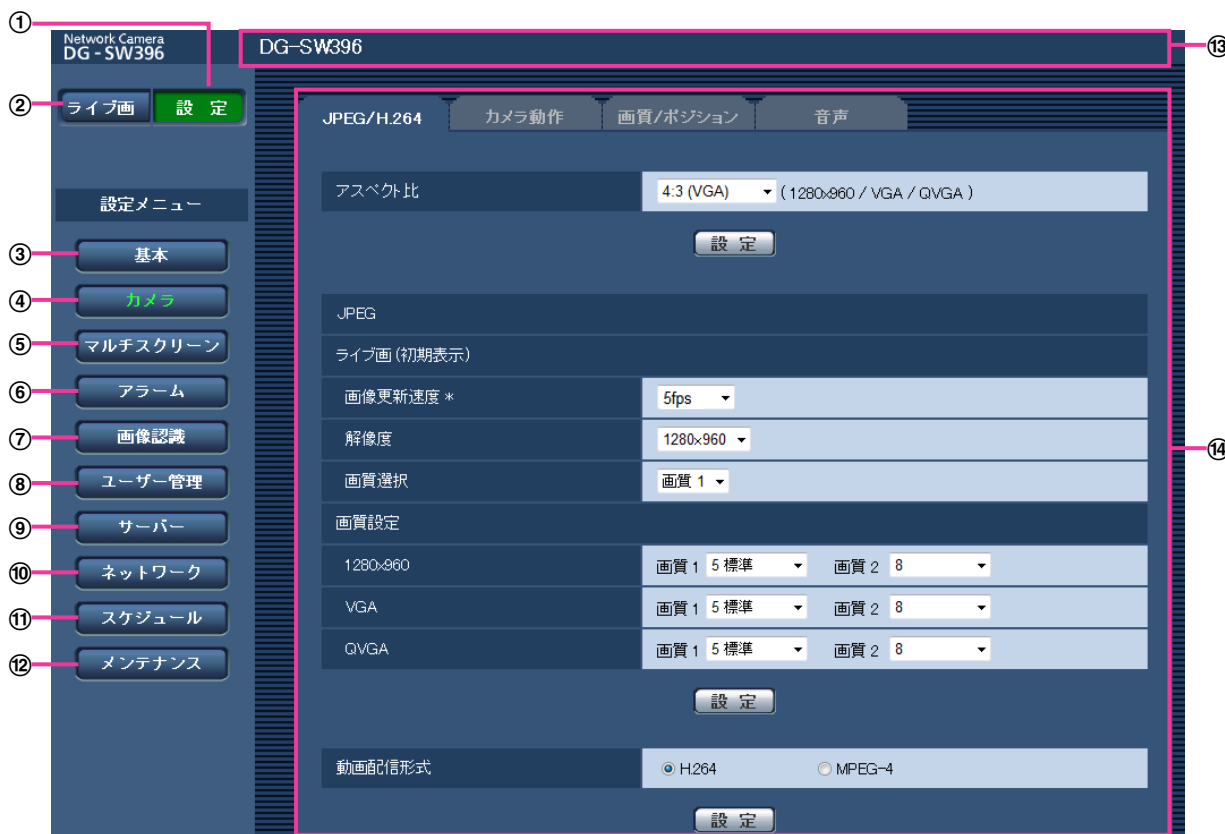 ①
Network Camera
DG-SW396
DG-SW396
⑬
②
ライブ画 設 定
JPEG/H.264 カメラ動作 画質/ポジション 音声
アスペクト比 4:3 (VGA) ( 1280x960 / VGA / QVGA )
設定メニュー
設 定
③ 基本
④ カメラ
JPEG
⑤ マルチスクリーン
ライブ画 (初期表示)
⑥ アラーム
画像更新速度 * 5fps
⑦ 画像認識
解像度 1280x960
⑭
⑧ ユーザー管理
画質選択 画質 1
⑨ サーバー
画質設定
⑩ ネットワーク
1280x960 画質 1 5 標準 画質 2 8
⑪ スケジュール
VGA 画質 1 5 標準 画質 2 8
⑫ メンテナンス
QVGA 画質 1 5 標準 画質 2 8
設 定
動画配信形式 H.264 MPEG-4
設 定